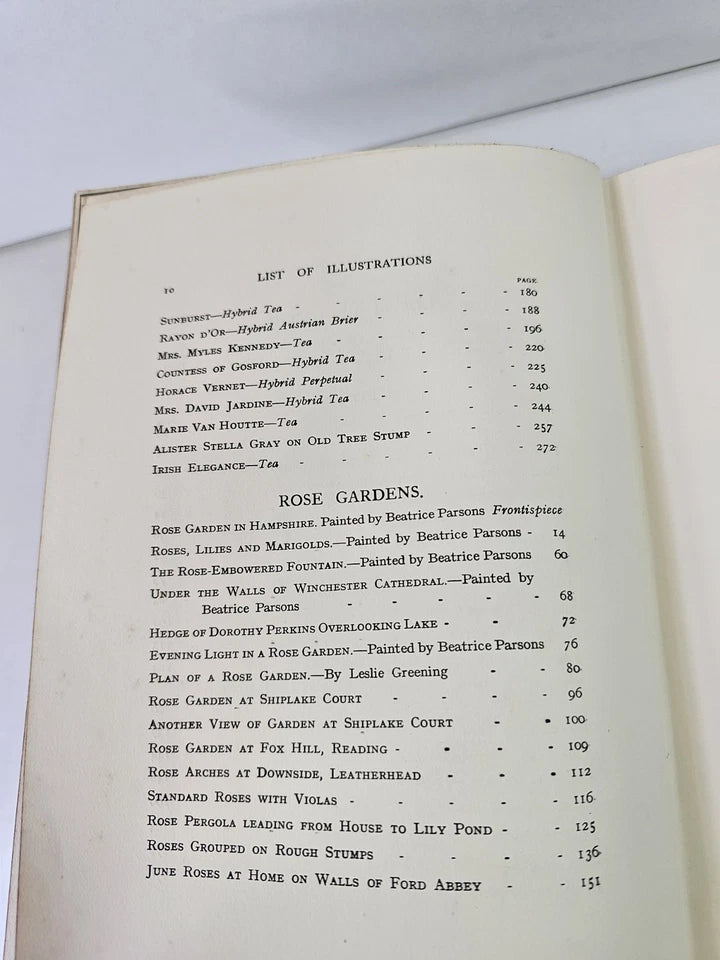 LIST OF ILLUSTRATIONS
10
PAGE
SUNBURST—Hybrid Tea - - - - - - 180
RAYON D'OR—Hybrid Austrian Brier - - - - 188
MRS. MYLES KENNEDY—Tea - - - - - 196
COUNTESS OF GOSFORD—Hybrid Tea - - - - 220
HORACE VERNET—Hybrid Perpetual - - - - 225
MRS. DAVID JARDINE—Hybrid Tea - - - - 240
MARIE VAN HOUTTE—Tea - - - - - 244
ALISTER STELLA GRAY ON OLD TREE STUMP - - - 257
IRISH ELEGANCE—Tea - - - - - - 272
ROSE GARDENS.
ROSE GARDEN IN HAMPSHIRE. Painted by Beatrice Parsons Frontispiece
ROSES, LILIES AND MARIGOLDS.—Painted by Beatrice Parsons - 14
THE ROSE-EMBOWERED FOUNTAIN.—Painted by Beatrice Parsons 60
UNDER THE WALLS OF WINCHESTER CATHEDRAL.—Painted by
Beatrice Parsons - - - - - 68
HEDGE OF DOROTHY PERKINS OVERLOOKING LAKE - - 72
EVENING LIGHT IN A ROSE GARDEN.—Painted by Beatrice Parsons 76
PLAN OF A ROSE GARDEN.—By Leslie Greening - - 80
ROSE GARDEN AT SHIPLAKE COURT - - - - 96
ANOTHER VIEW OF GARDEN AT SHIPLAKE COURT - - 100
ROSE GARDEN AT FOX HILL, READING - - - - 109
ROSE ARCHES AT DOWNSIDE, LEATHERHEAD - - - 112
STANDARD ROSES WITH VIOLAS - - - - - 116
ROSE PERGOLA LEADING FROM HOUSE TO LILY POND - - 125
ROSES GROUPED ON ROUGH STUMPS - - - - 136
JUNE ROSES AT HOME ON WALLS OF FORD ABBEY - - 151